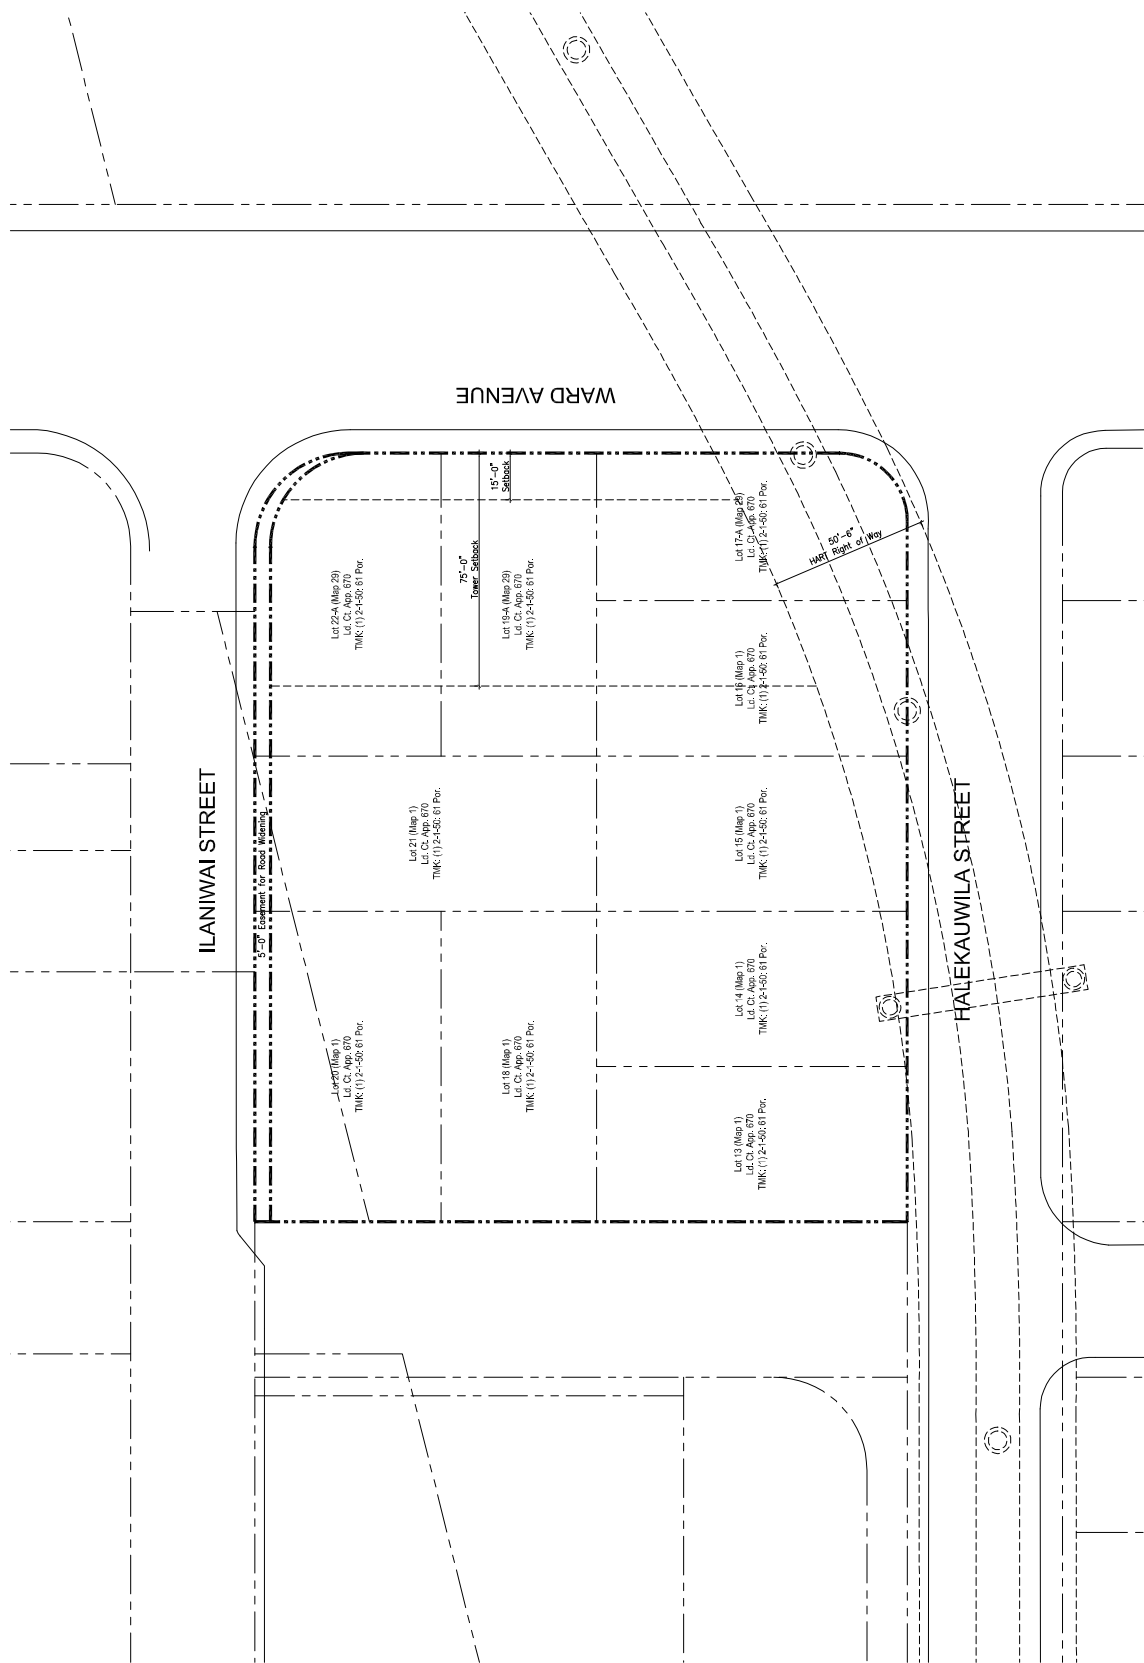 WARD AVENUE
15'-0"
Setback
75'-0"
Tower Setback
Lot 22-A (Map 29)
Ld. Ct. App. 670
TMK: (1) 2-1-50: 61 Por.
Lot 19-A (Map 29)
Ld. Ct. App. 670
TMK: (1) 2-1-50: 61 Por.
Lot 17-A (Map 29)
Ld. Ct. App. 670
TMK: (1) 2-1-50: 61 Por.
50'-6"
HART Right of Way
Lot 16 (Map 1)
Ld. Ct. App. 670
TMK: (1) 2-1-50: 61 Por.
ILANIWAI STREET
5'-0" Easement for Road Widening
Lot 21 (Map 1)
Ld. Ct. App. 670
TMK: (1) 2-1-50: 61 Por.
Lot 15 (Map 1)
Ld. Ct. App. 670
TMK: (1) 2-1-50: 61 Por.
HALEKAUWILA STREET
Lot 14 (Map 1)
Ld. Ct. App. 670
TMK: (1) 2-1-50: 61 Por.
Lot 20 (Map 1)
Ld. Ct. App. 670
TMK: (1) 2-1-50: 61 Por.
Lot 18 (Map 1)
Ld. Ct. App. 670
TMK: (1) 2-1-50: 61 Por.
Lot 13 (Map 1)
Ld. Ct. App. 670
TMK: (1) 2-1-50: 61 Por.